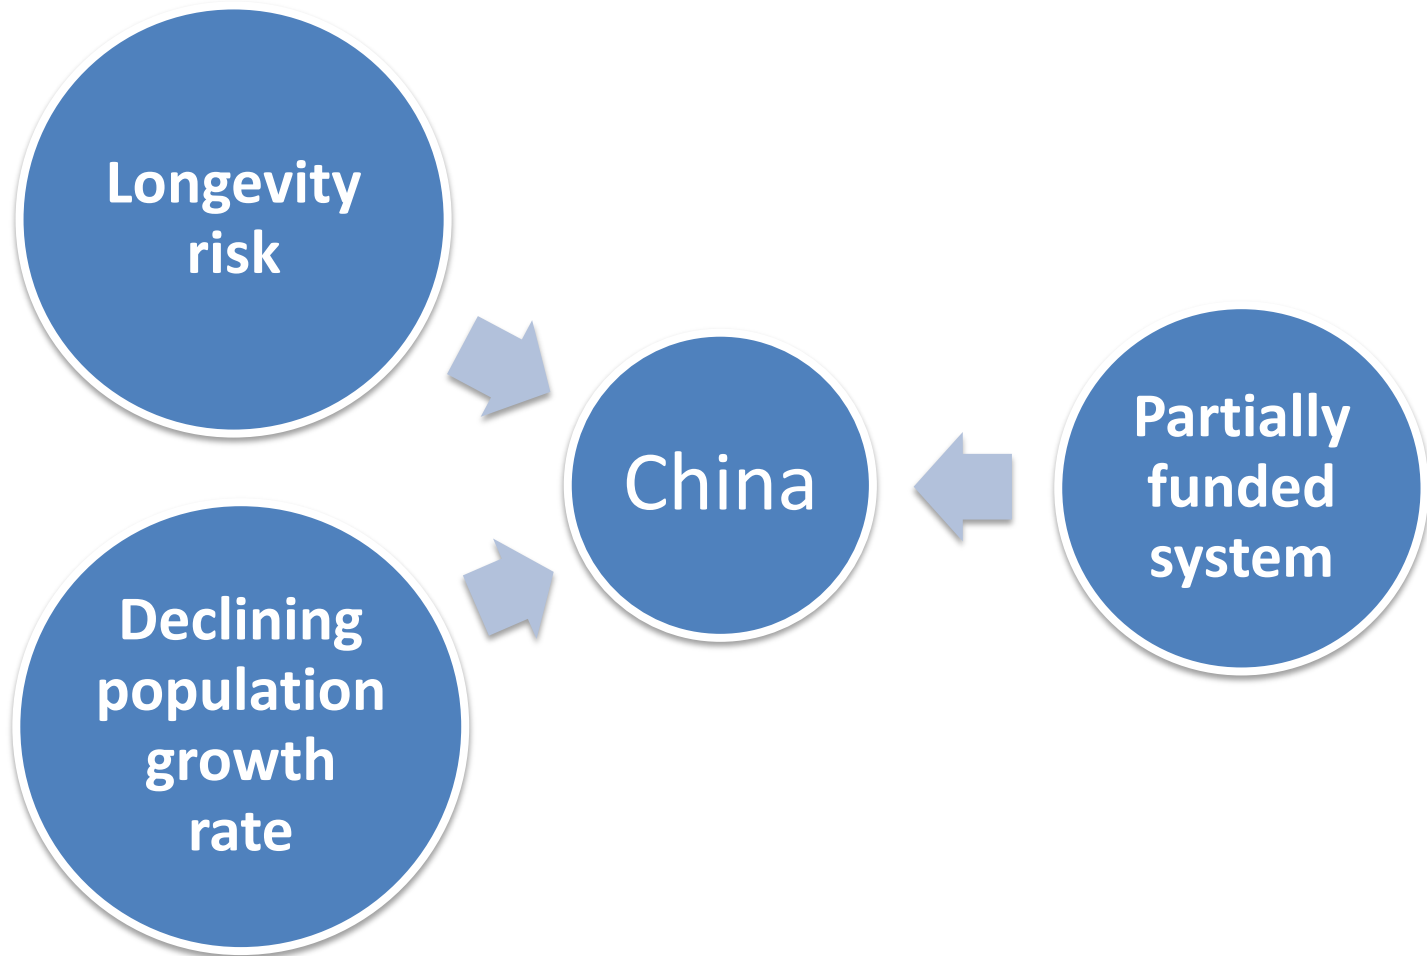 Longevity
risk
Declining
population
growth
rate
China
Partially
funded
system